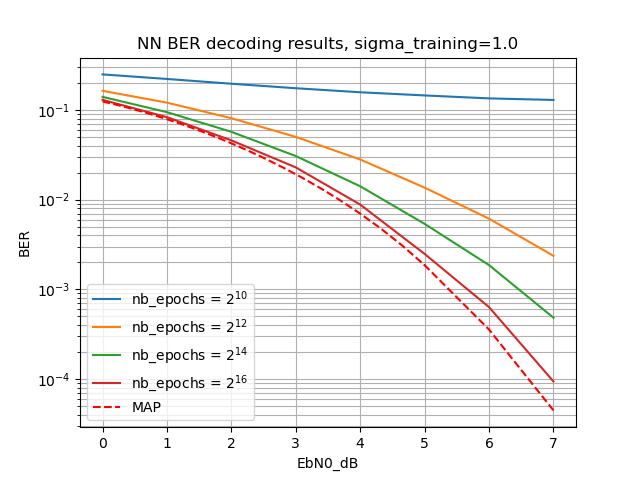 NN BER decoding results, sigma_training=1.0
BER
10⁻¹
10⁻²
10⁻³
10⁻⁴
nb_epochs = 2¹⁰
nb_epochs = 2¹²
nb_epochs = 2¹⁴
nb_epochs = 2¹⁶
MAP
0 1 2 3 4 5 6 7
EbN0_dB